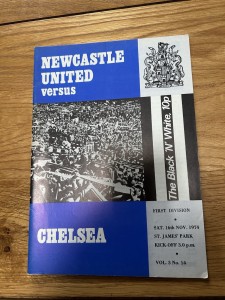 NEWCASTLE
UNITED
versus
The Black 'N' White, 10p
CHELSEA
FIRST DIVISION
SAT. 16th NOV. 1974
ST. JAMES' PARK
KICK-OFF 3.0 p.m.
VOL. 5 No. 14